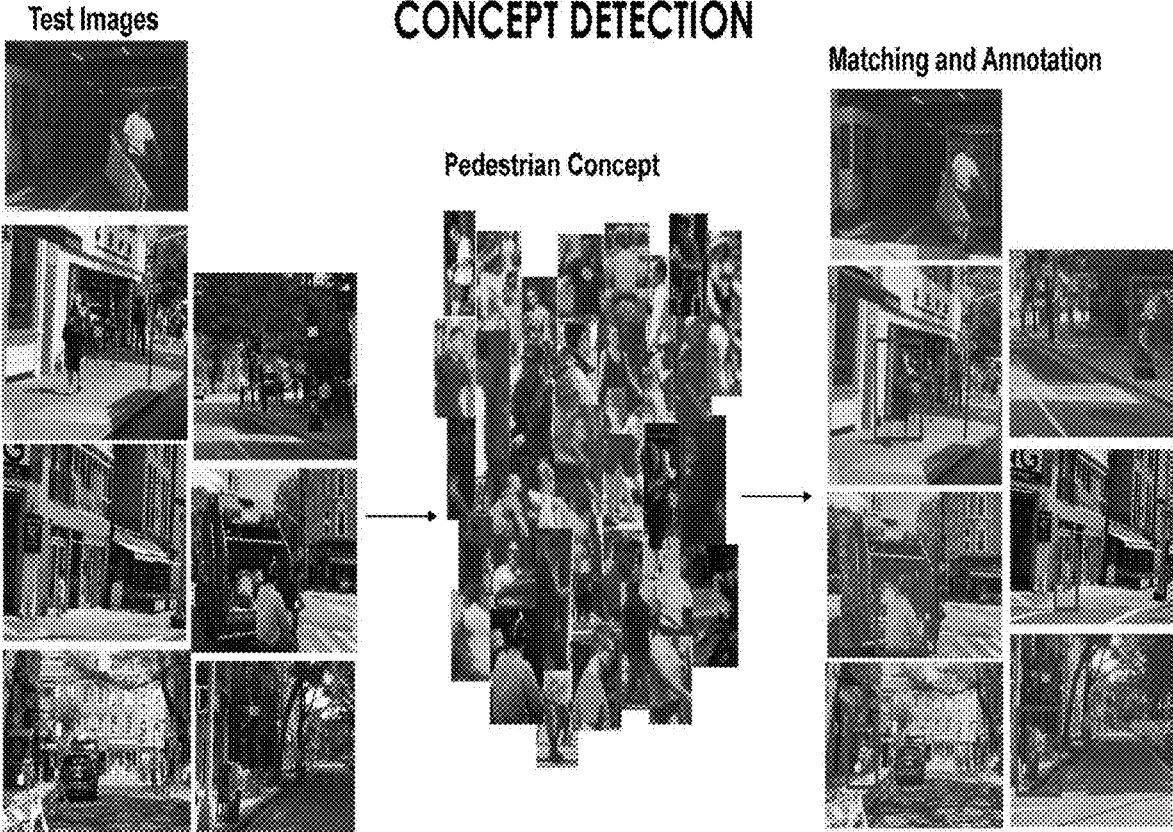 CONCEPT DETECTION
Test Images
Matching and Annotation
Pedestrian Concept